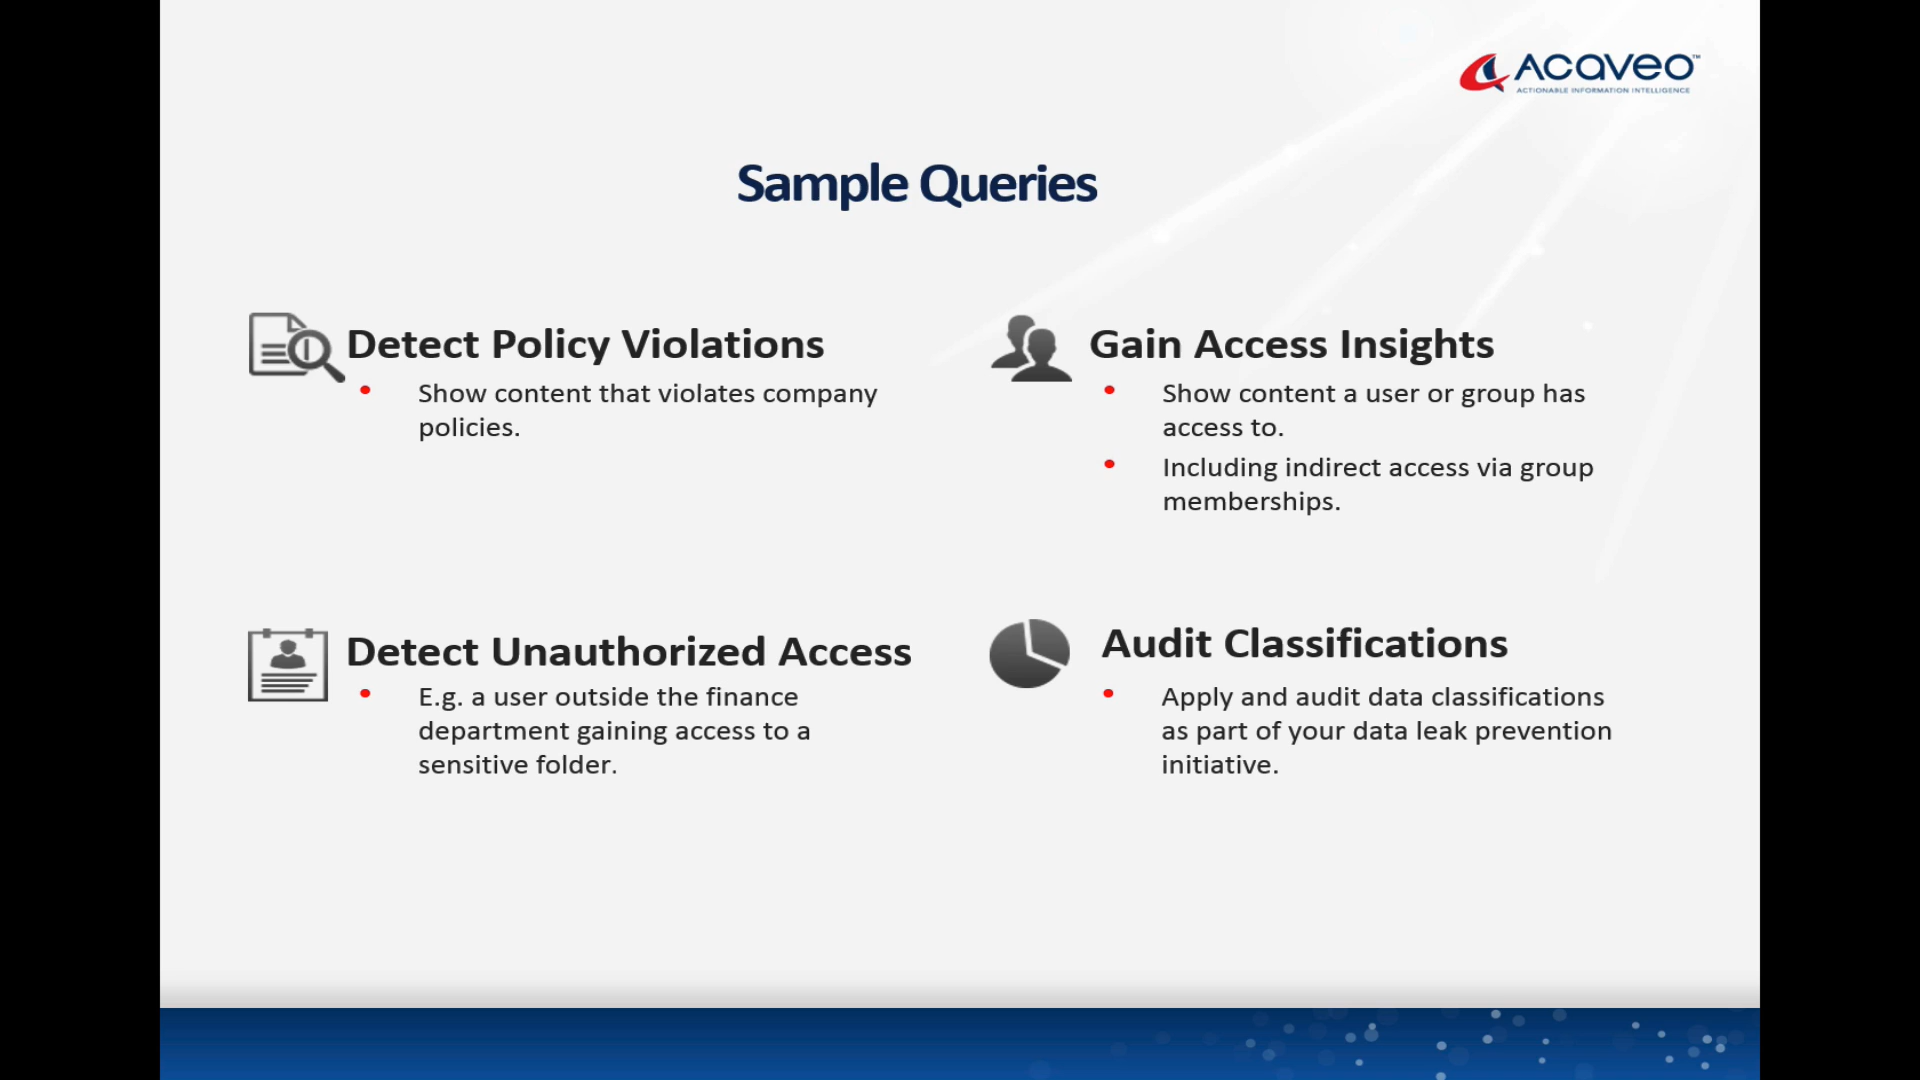 Acaveo™
ACTIONABLE INFORMATION INTELLIGENCE
Sample Queries
Detect Policy Violations
• Show content that violates company
policies.
Gain Access Insights
• Show content a user or group has
access to.
• Including indirect access via group
memberships.
Detect Unauthorized Access
• E.g. a user outside the finance
department gaining access to a
sensitive folder.
Audit Classifications
• Apply and audit data classifications
as part of your data leak prevention
initiative.